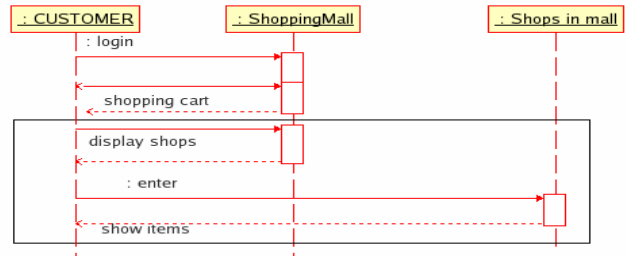 : CUSTOMER
: ShoppingMall
: Shops in mall
: login
shopping cart
display shops
: enter
show items